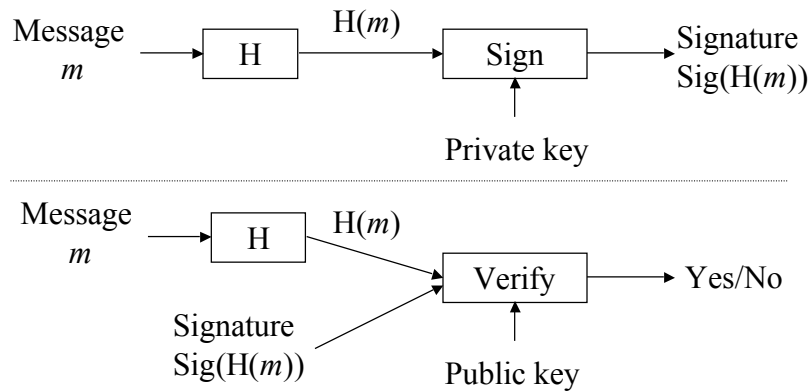 Message
m
H
H(m)
Sign
Signature
Sig(H(m))
Private key
Message
m
H
H(m)
Verify
Yes/No
Signature
Sig(H(m))
Public key